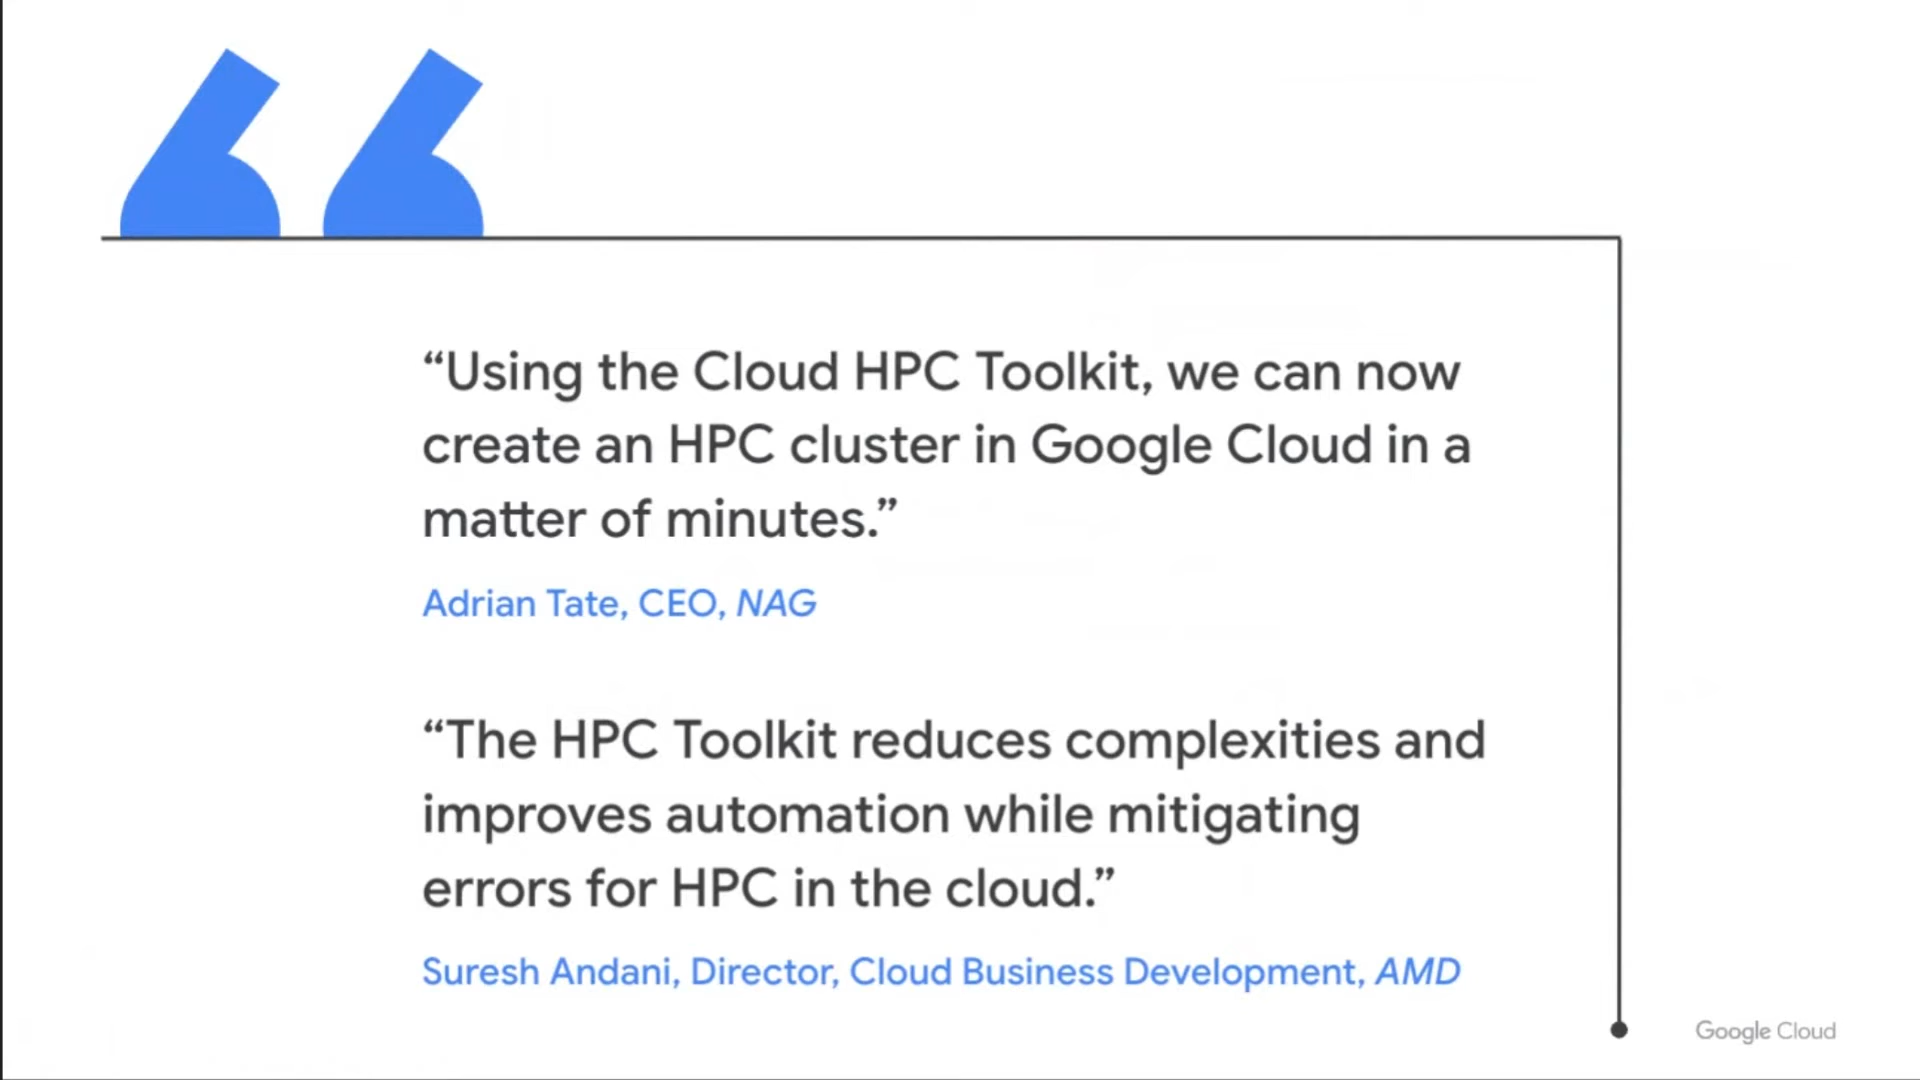 “Using the Cloud HPC Toolkit, we can now
create an HPC cluster in Google Cloud in a
matter of minutes.”
Adrian Tate, CEO, NAG
“The HPC Toolkit reduces complexities and
improves automation while mitigating
errors for HPC in the cloud.”
Suresh Andani, Director, Cloud Business Development, AMD
Google Cloud